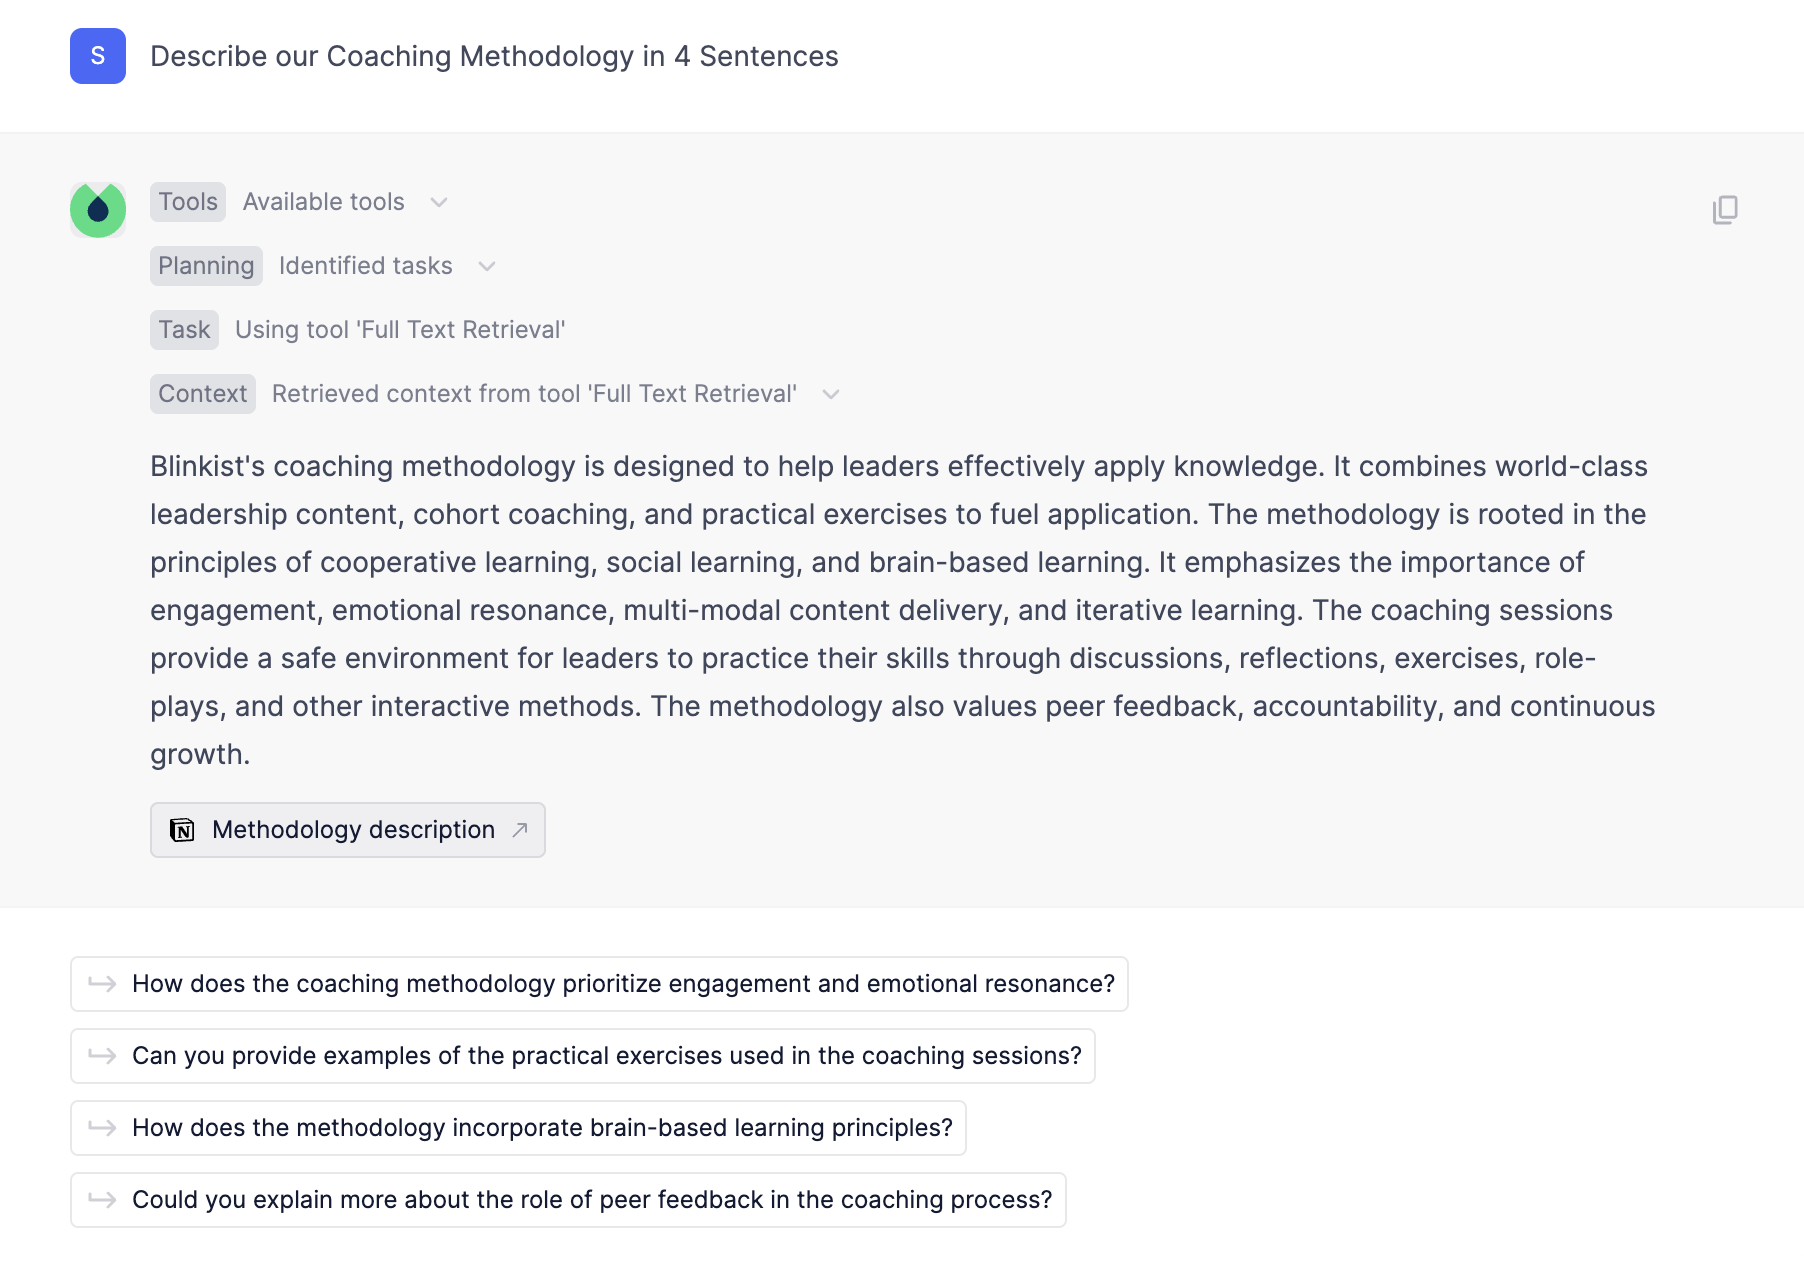 S
Describe our Coaching Methodology in 4 Sentences
Tools Available tools
Planning Identified tasks
Task Using tool 'Full Text Retrieval'
Context Retrieved context from tool 'Full Text Retrieval'
Blinkist's coaching methodology is designed to help leaders effectively apply knowledge. It combines world-class
leadership content, cohort coaching, and practical exercises to fuel application. The methodology is rooted in the
principles of cooperative learning, social learning, and brain-based learning. It emphasizes the importance of
engagement, emotional resonance, multi-modal content delivery, and iterative learning. The coaching sessions
provide a safe environment for leaders to practice their skills through discussions, reflections, exercises, role-
plays, and other interactive methods. The methodology also values peer feedback, accountability, and continuous
growth.
N Methodology description
How does the coaching methodology prioritize engagement and emotional resonance?
Can you provide examples of the practical exercises used in the coaching sessions?
How does the methodology incorporate brain-based learning principles?
Could you explain more about the role of peer feedback in the coaching process?